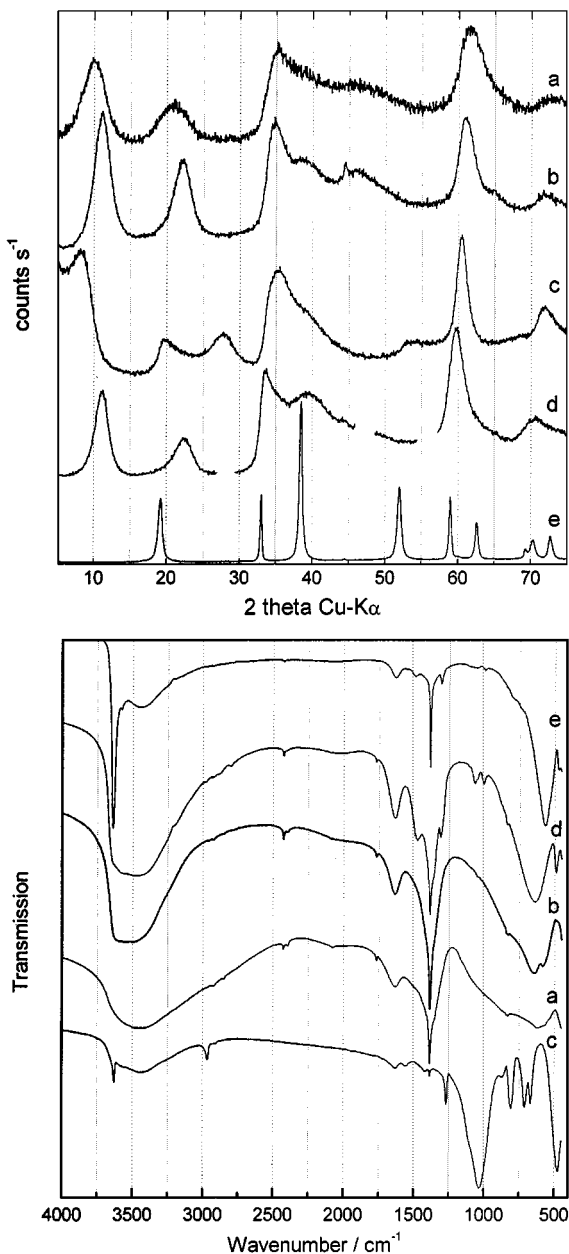 a
b
c
d
e
counts s⁻¹
10 20 30 40 50 60 70
2 theta Cu-Kα
e
d
b
a
c
Transmission
4000 3500 3000 2500 2000 1500 1000 500
Wavenumber / cm⁻¹